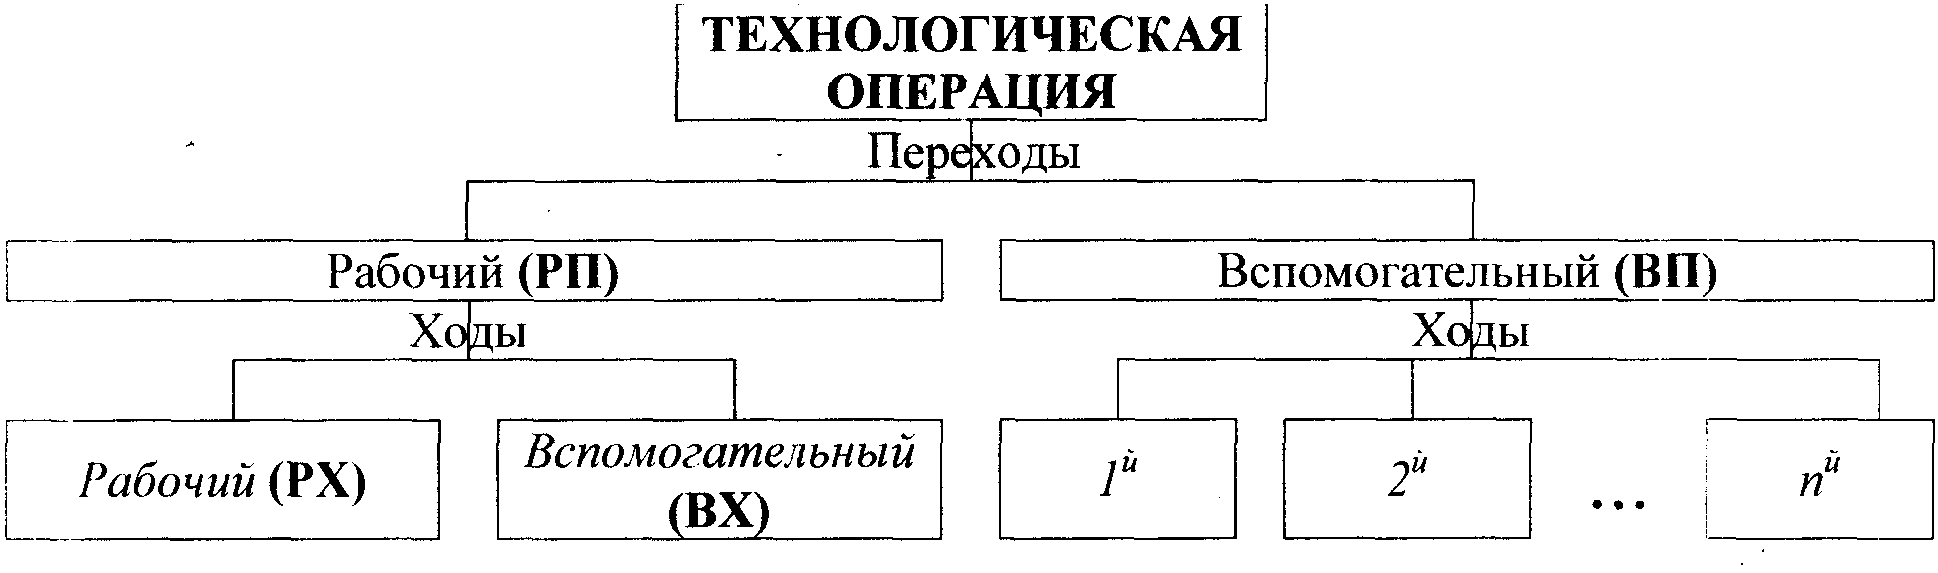 ТЕХНОЛОГИЧЕСКАЯ
ОПЕРАЦИЯ
Переходы
Рабочий (РП)
Вспомогательный (ВП)
Ходы
Ходы
Рабочий (РХ)
Вспомогательный
(ВХ)
1й
2й
...
nй